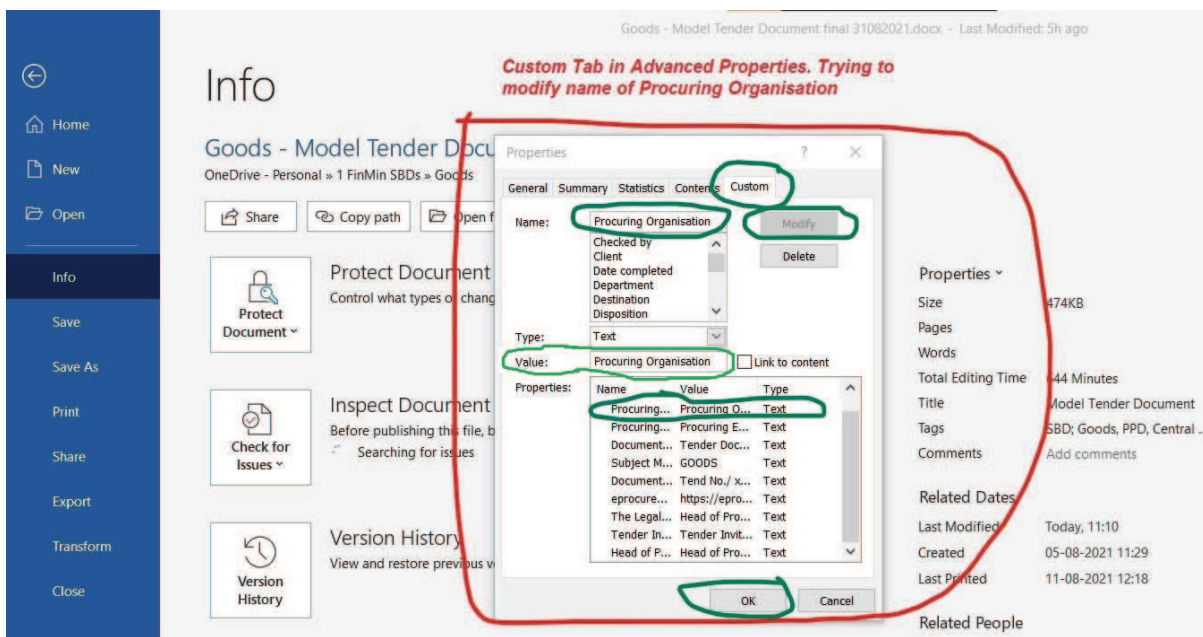 Goods - Model Tender Document final 31082021.docx - Last Modified: 5h ago
Custom Tab in Advanced Properties. Trying to
modify name of Procuring Organisation
Info
Home
New
Open
Info
Save
Save As
Print
Share
Export
Transform
Close
Goods - Model Tender Docu
OneDrive - Personal » 1 FinMin SBDs » Goods
Share
Copy path
Open f
Protect
Document
Protect Document
Control what types of chang
Check for
Issues
Inspect Document
Before publishing this file, b
Searching for issues
Version
History
Version History
View and restore previous v
Properties
?
General Summary Statistics Contents Custom
Name: Procuring Organisation Modify
Checked by
Client
Date completed
Department
Destination
Disposition
Delete
Type: Text
Value: Procuring Organisation Link to content
Properties: Name Value Type
Procuring... Procuring O... Text
Procuring... Procuring E... Text
Document... Tender Doc... Text
Subject M... GOODS Text
Document... Tend No./ x... Text
eprocure... https://epro... Text
The Legal... Head of Pro... Text
Tender In... Tender Invit... Text
Head of P... Head of Pro... Text
OK Cancel
Properties
Size 474KB
Pages
Words
Total Editing Time 644 Minutes
Title Model Tender Document
Tags SBD; Goods, PPD, Central ..
Comments Add comments
Related Dates
Last Modified Today, 11:10
Created 05-08-2021 11:29
Last Printed 11-08-2021 12:18
Related People